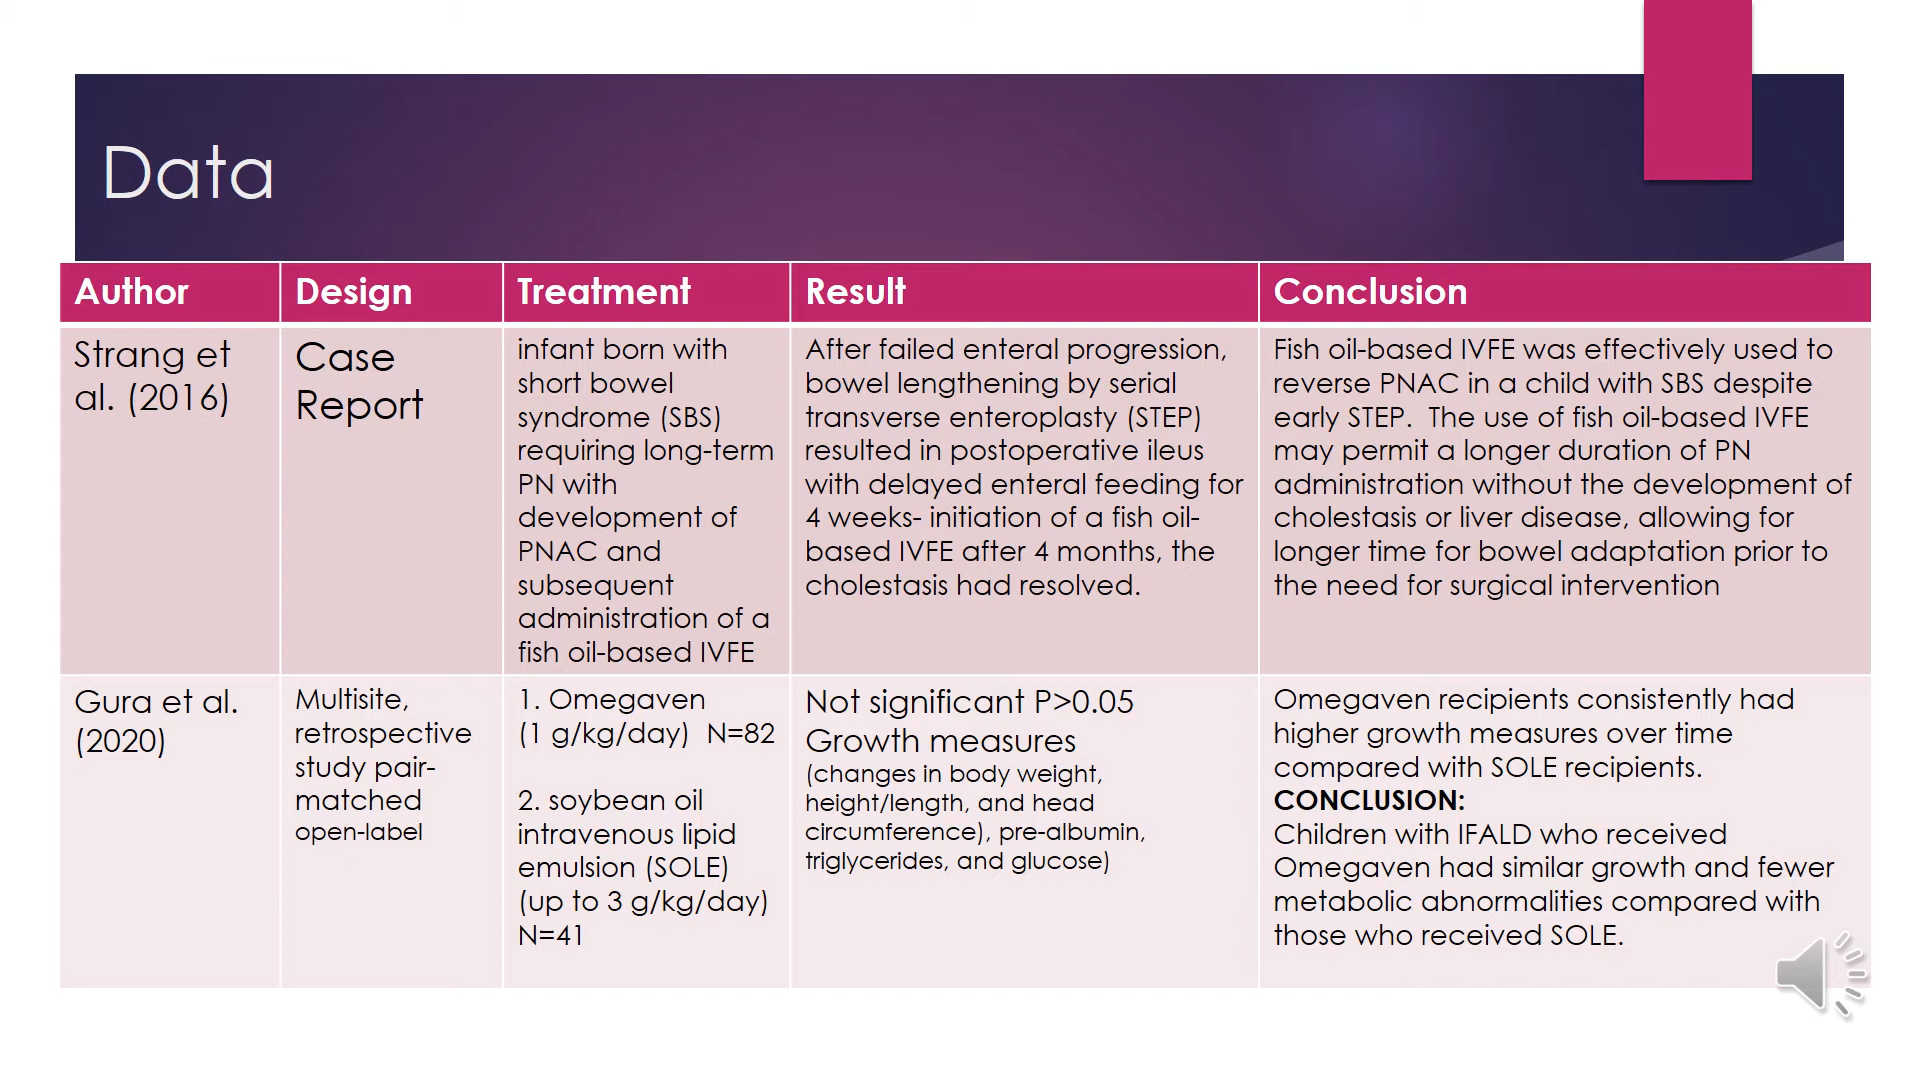 Data
Author
Design
Treatment
Result
Conclusion
Strang et
al. (2016)
Case
Report
infant born with
short bowel
syndrome (SBS)
requiring long-term
PN with
development of
PNAC and
subsequent
administration of a
fish oil-based IVFE
After failed enteral progression,
bowel lengthening by serial
transverse enteroplasty (STEP)
resulted in postoperative ileus
with delayed enteral feeding for
4 weeks- initiation of a fish oil-
based IVFE after 4 months, the
cholestasis had resolved.
Fish oil-based IVFE was effectively used to
reverse PNAC in a child with SBS despite
early STEP.  The use of fish oil-based IVFE
may permit a longer duration of PN
administration without the development of
cholestasis or liver disease, allowing for
longer time for bowel adaptation prior to
the need for surgical intervention
Gura et al.
(2020)
Multisite,
retrospective
study pair-
matched
open-label
1. Omegaven
(1 g/kg/day)  N=82
2. soybean oil
intravenous lipid
emulsion (SOLE)
(up to 3 g/kg/day)
N=41
Not significant P>0.05
Growth measures
(changes in body weight,
height/length, and head
circumference), pre-albumin,
triglycerides, and glucose)
Omegaven recipients consistently had
higher growth measures over time
compared with SOLE recipients.
CONCLUSION:
Children with IFALD who received
Omegaven had similar growth and fewer
metabolic abnormalities compared with
those who received SOLE.